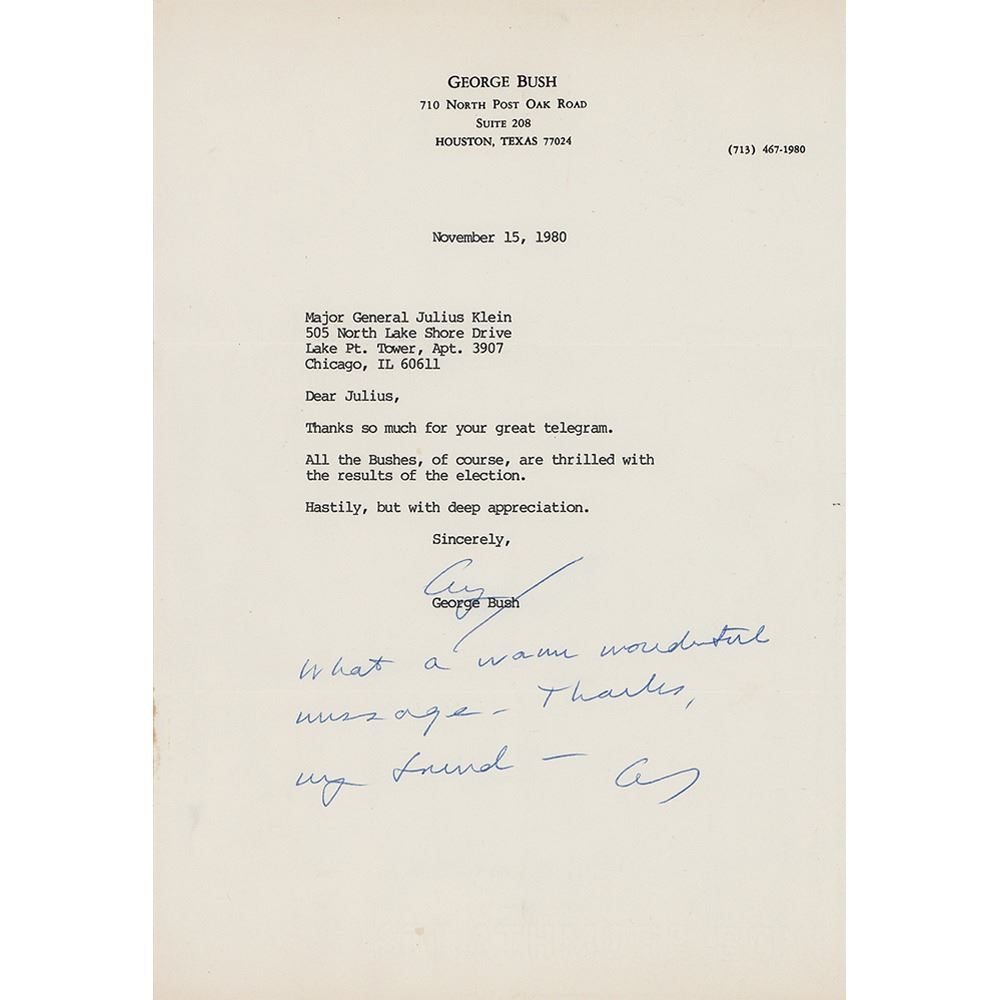 GEORGE BUSH
710 NORTH POST OAK ROAD
SUITE 208
HOUSTON, TEXAS 77024
(713) 467-1980
November 15, 1980
Major General Julius Klein
505 North Lake Shore Drive
Lake Pt. Tower, Apt. 3907
Chicago, IL 60611
Dear Julius,
Thanks so much for your great telegram.
All the Bushes, of course, are thrilled with
the results of the election.
Hastily, but with deep appreciation.
Sincerely,
George Bush
What a warm wonderful
message - Thanks,
my friend -